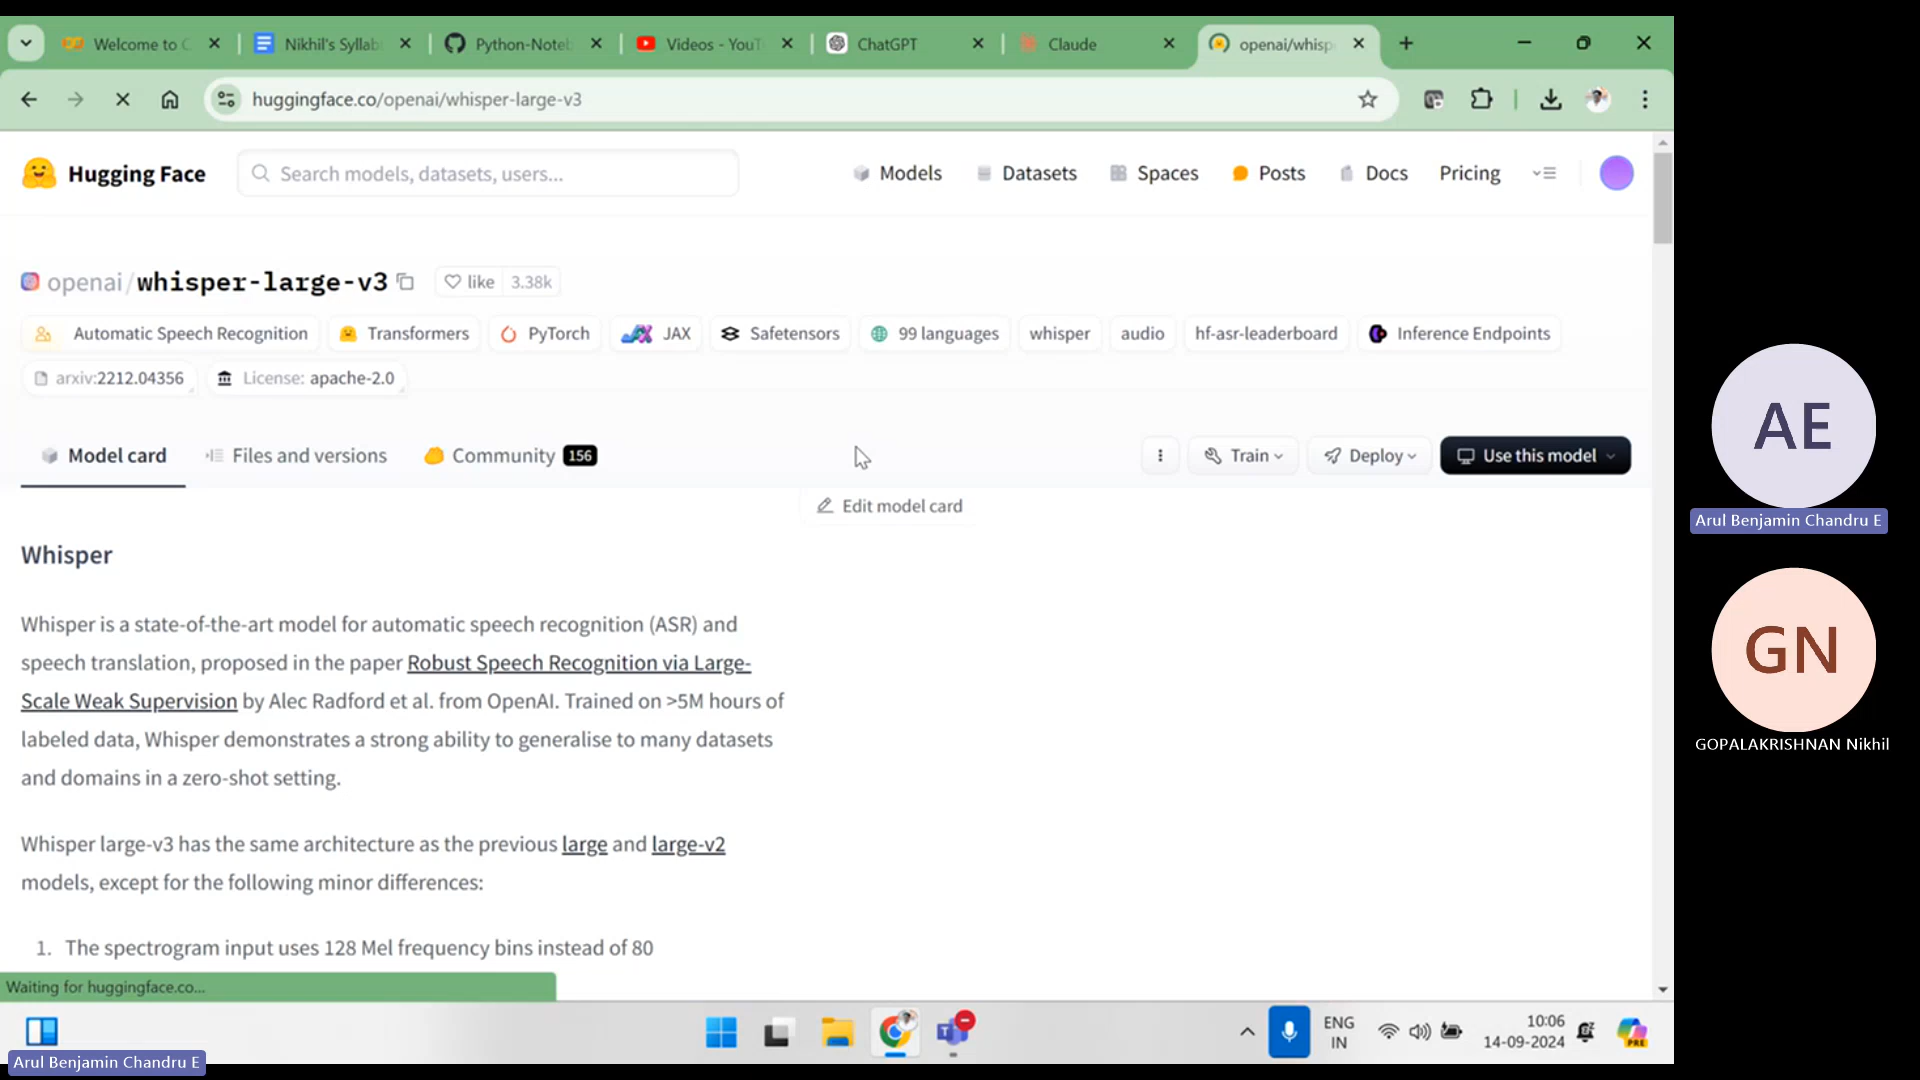 Welcome to C
Nikhil's Syllab
Python-Noteb
Videos - YouT
ChatGPT
Claude
openai/whisp
huggingface.co/openai/whisper-large-v3
Hugging Face
Search models, datasets, users...
Models
Datasets
Spaces
Posts
Docs
Pricing
openai/whisper-large-v3
like 3.38k
Automatic Speech Recognition
Transformers
PyTorch
JAX
Safetensors
99 languages
whisper
audio
hf-asr-leaderboard
Inference Endpoints
arxiv:2212.04356
License: apache-2.0
Model card
Files and versions
Community 156
Train
Deploy
Use this model
Edit model card
Whisper
Whisper is a state-of-the-art model for automatic speech recognition (ASR) and
speech translation, proposed in the paper Robust Speech Recognition via Large-
Scale Weak Supervision by Alec Radford et al. from OpenAI. Trained on >5M hours of
labeled data, Whisper demonstrates a strong ability to generalise to many datasets
and domains in a zero-shot setting.
Whisper large-v3 has the same architecture as the previous large and large-v2
models, except for the following minor differences:
1. The spectrogram input uses 128 Mel frequency bins instead of 80
Waiting for huggingface.co...
ENG
IN
10:06
14-09-2024
PRE
Arul Benjamin Chandru E
AE
Arul Benjamin Chandru E
GN
GOPALAKRISHNAN Nikhil